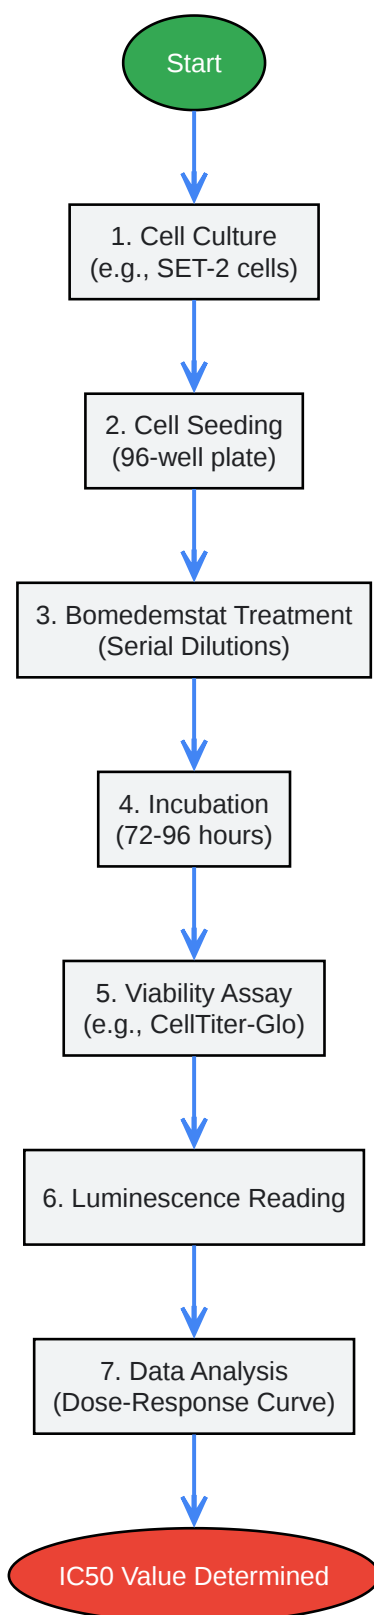 Start
1. Cell Culture
(e.g., SET-2 cells)
2. Cell Seeding
(96-well plate)
3. Bomedemstat Treatment
(Serial Dilutions)
4. Incubation
(72-96 hours)
5. Viability Assay
(e.g., CellTiter-Glo)
6. Luminescence Reading
7. Data Analysis
(Dose-Response Curve)
IC50 Value Determined